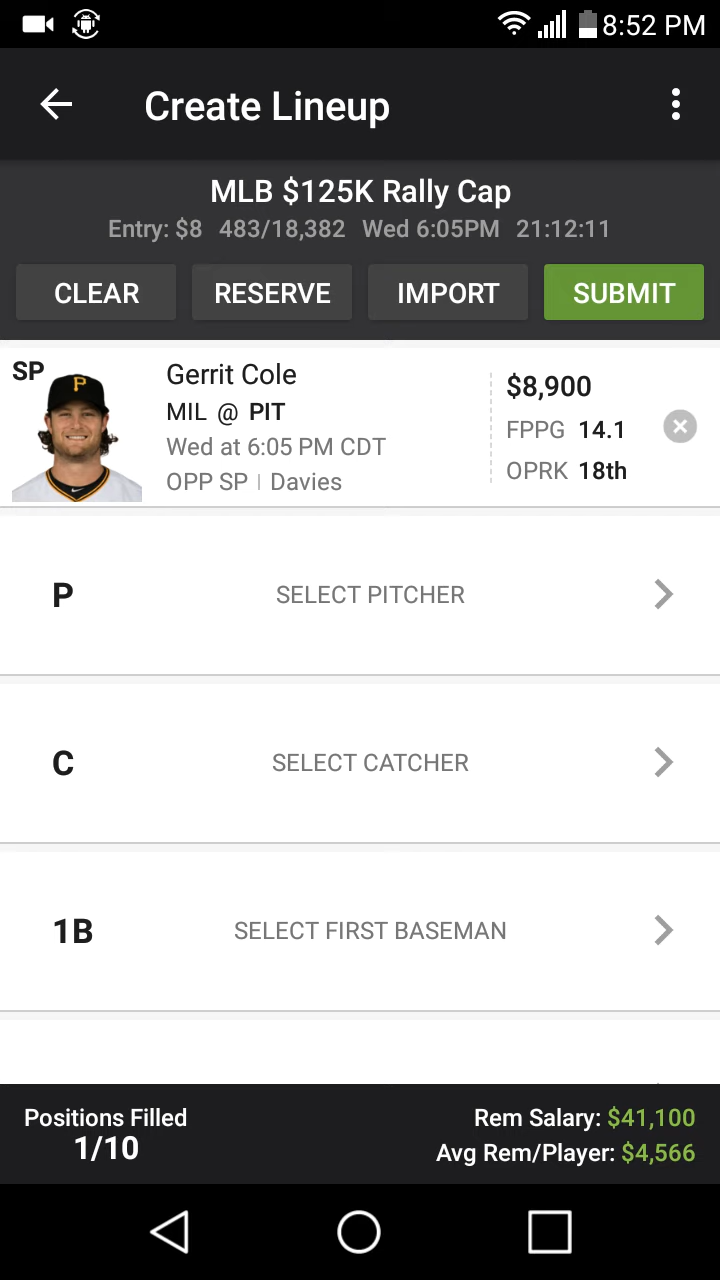 8:52 PM
Create Lineup
MLB $125K Rally Cap
Entry: $8 483/18,382 Wed 6:05PM 21:12:11
CLEAR RESERVE IMPORT SUBMIT
SP
P
Gerrit Cole
MIL @ PIT
Wed at 6:05 PM CDT
OPP SP | Davies
$8,900
FPPG 14.1
OPRK 18th
P SELECT PITCHER
C SELECT CATCHER
1B SELECT FIRST BASEMAN
Positions Filled
1/10
Rem Salary: $41,100
Avg Rem/Player: $4,566